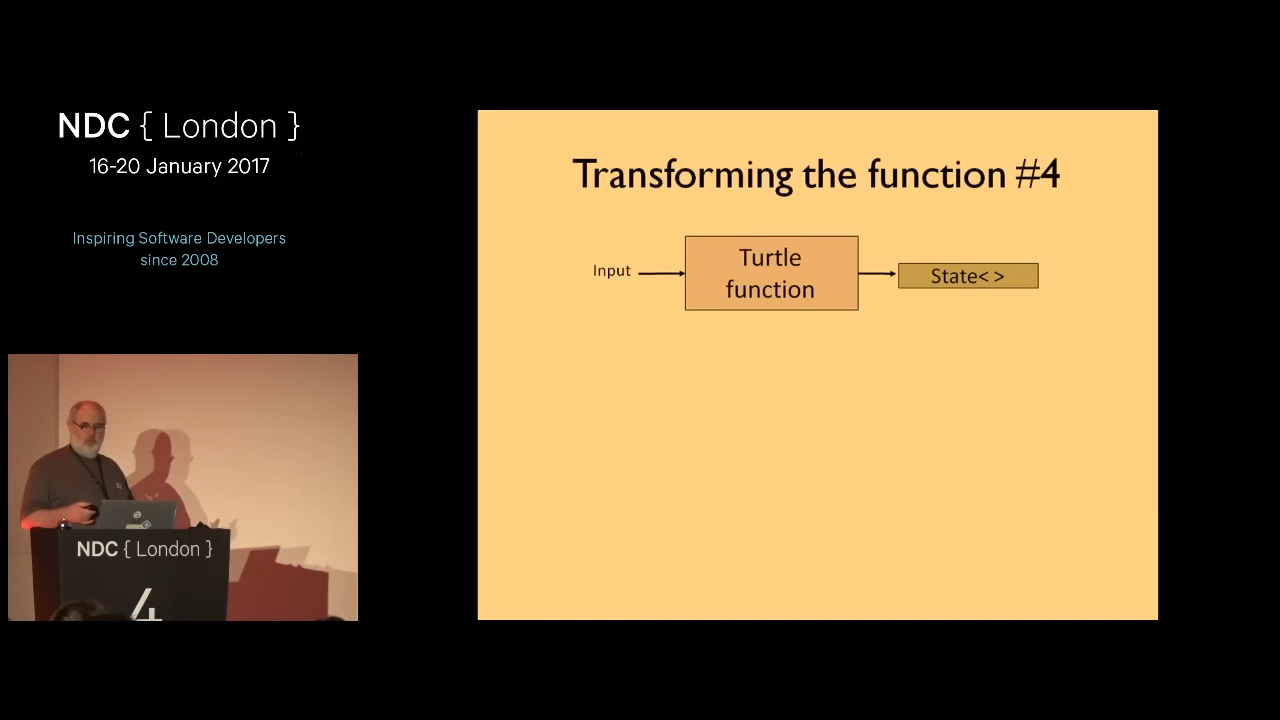 NDC { London }
16-20 January 2017
Inspiring Software Developers
since 2008
Transforming the function #4
Input
Turtle
function
State< >
NDC { London }
4